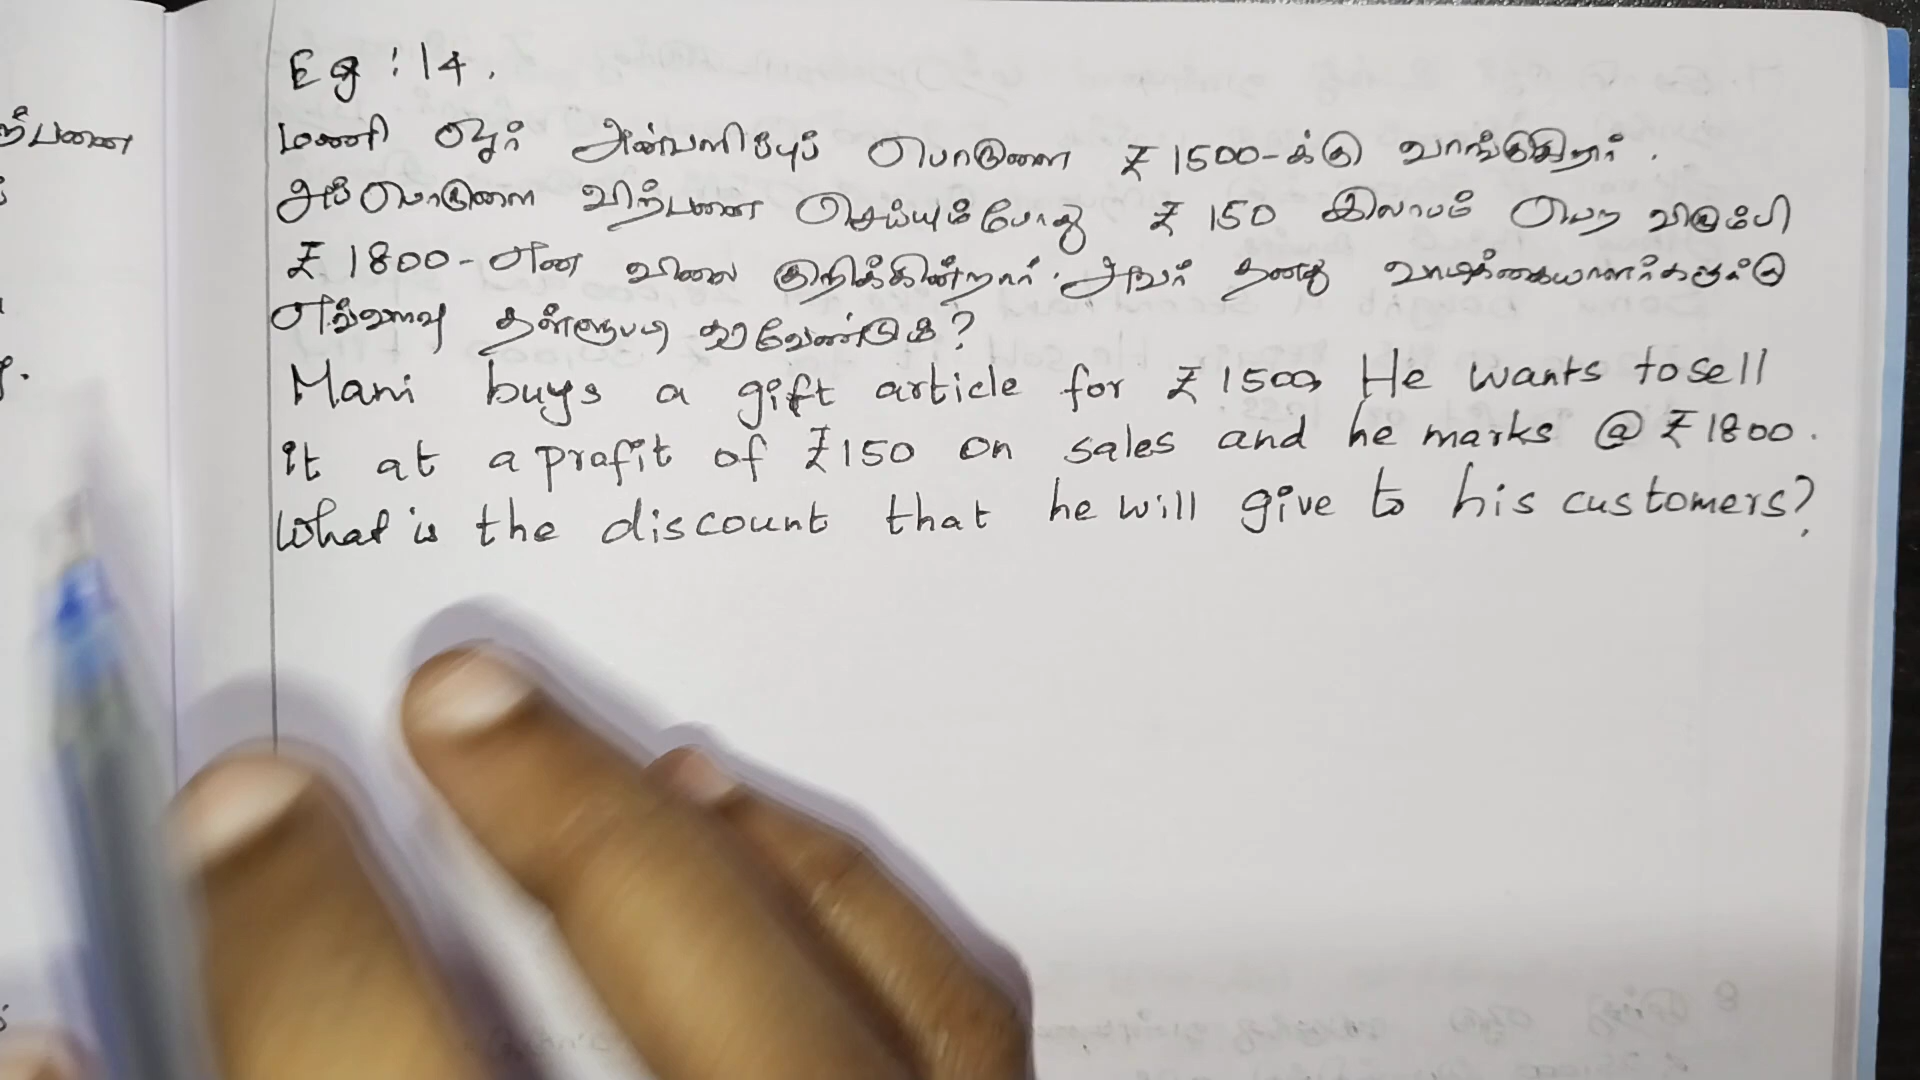 ற்பனை
Eg : 14.
மணி ஓர் அன்பளிப்புப் பொருளை ₹ 1500-க்கு வாங்குகிறார்.
அப்பொருளை விற்பனை செய்யும்போது ₹ 150 இலாபம் பெற விரும்பி
₹ 1800-என விலை குறிக்கின்றார். அவர் தனது வாடிக்கையாளர்களுக்கு
எவ்வளவு தள்ளுபடி தரவேண்டும்?
Mani buys a gift article for ₹ 1500, He wants to sell
it at a profit of ₹150 on sales and he marks @ ₹ 1800.
What is the discount that he will give to his customers?